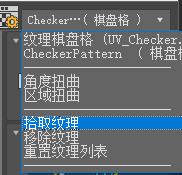 Checker…( 棋盘格 )
纹理棋盘格 (UV_Checker.
CheckerPattern ( 棋盘格
角度扭曲
区域扭曲
拾取纹理
移除纹理
重置纹理列表